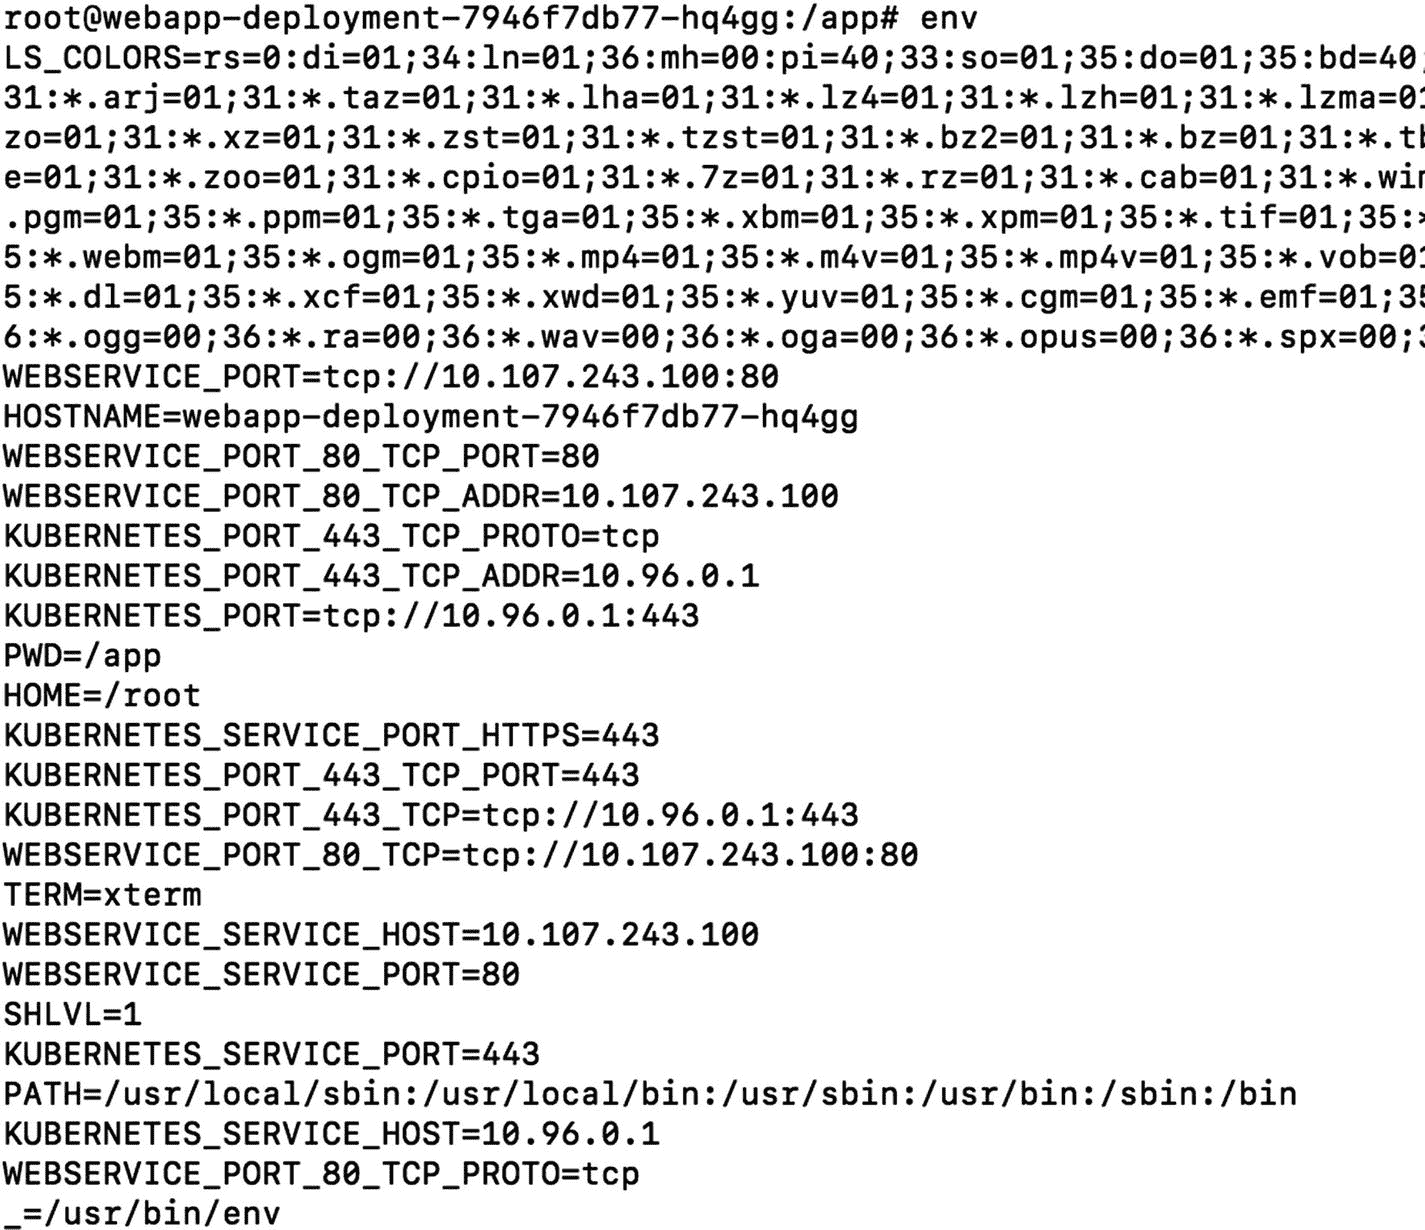 root@webapp-deployment-7946f7db77-hq4gg:/app# env
LS_COLORS=rs=0:di=01;34:ln=01;36:mh=00:pi=40;33:so=01;35:do=01;35:bd=40;
31:*.arj=01;31:*.taz=01;31:*.lha=01;31:*.lz4=01;31:*.lzh=01;31:*.lzma=01
zo=01;31:*.xz=01;31:*.zst=01;31:*.tzst=01;31:*.bz2=01;31:*.bz=01;31:*.tb
e=01;31:*.zoo=01;31:*.cpio=01;31:*.7z=01;31:*.rz=01;31:*.cab=01;31:*.wim
.pgm=01;35:*.ppm=01;35:*.tga=01;35:*.xbm=01;35:*.xpm=01;35:*.tif=01;35:*
5:*.webm=01;35:*.ogm=01;35:*.mp4=01;35:*.m4v=01;35:*.mp4v=01;35:*.vob=01
5:*.dl=01;35:*.xcf=01;35:*.xwd=01;35:*.yuv=01;35:*.cgm=01;35:*.emf=01;35
6:*.ogg=00;36:*.ra=00;36:*.wav=00;36:*.oga=00;36:*.opus=00;36:*.spx=00;3
WEBSERVICE_PORT=tcp://10.107.243.100:80
HOSTNAME=webapp-deployment-7946f7db77-hq4gg
WEBSERVICE_PORT_80_TCP_PORT=80
WEBSERVICE_PORT_80_TCP_ADDR=10.107.243.100
KUBERNETES_PORT_443_TCP_PROTO=tcp
KUBERNETES_PORT_443_TCP_ADDR=10.96.0.1
KUBERNETES_PORT=tcp://10.96.0.1:443
PWD=/app
HOME=/root
KUBERNETES_SERVICE_PORT_HTTPS=443
KUBERNETES_PORT_443_TCP_PORT=443
KUBERNETES_PORT_443_TCP=tcp://10.96.0.1:443
WEBSERVICE_PORT_80_TCP=tcp://10.107.243.100:80
TERM=xterm
WEBSERVICE_SERVICE_HOST=10.107.243.100
WEBSERVICE_SERVICE_PORT=80
SHLVL=1
KUBERNETES_SERVICE_PORT=443
PATH=/usr/local/sbin:/usr/local/bin:/usr/sbin:/usr/bin:/sbin:/bin
KUBERNETES_SERVICE_HOST=10.96.0.1
WEBSERVICE_PORT_80_TCP_PROTO=tcp
_=/usr/bin/env